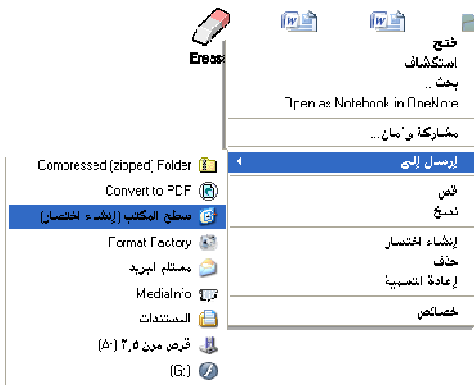 Eraser
فتح
استكشاف
بحث...
Open as Notebook in OneNote
مشاركة وأمان...
إرسال إلى
قص
نسخ
إنشاء اختصار
حذف
إعادة التسمية
خصائص
Compressed (zipped) Folder
Convert to PDF
سطح المكتب (إنشاء اختصار)
Format Factory
مستلم البريد
MediaInfo
المستندات
قرص مرن ٣٫٥ (A:)
(G:)